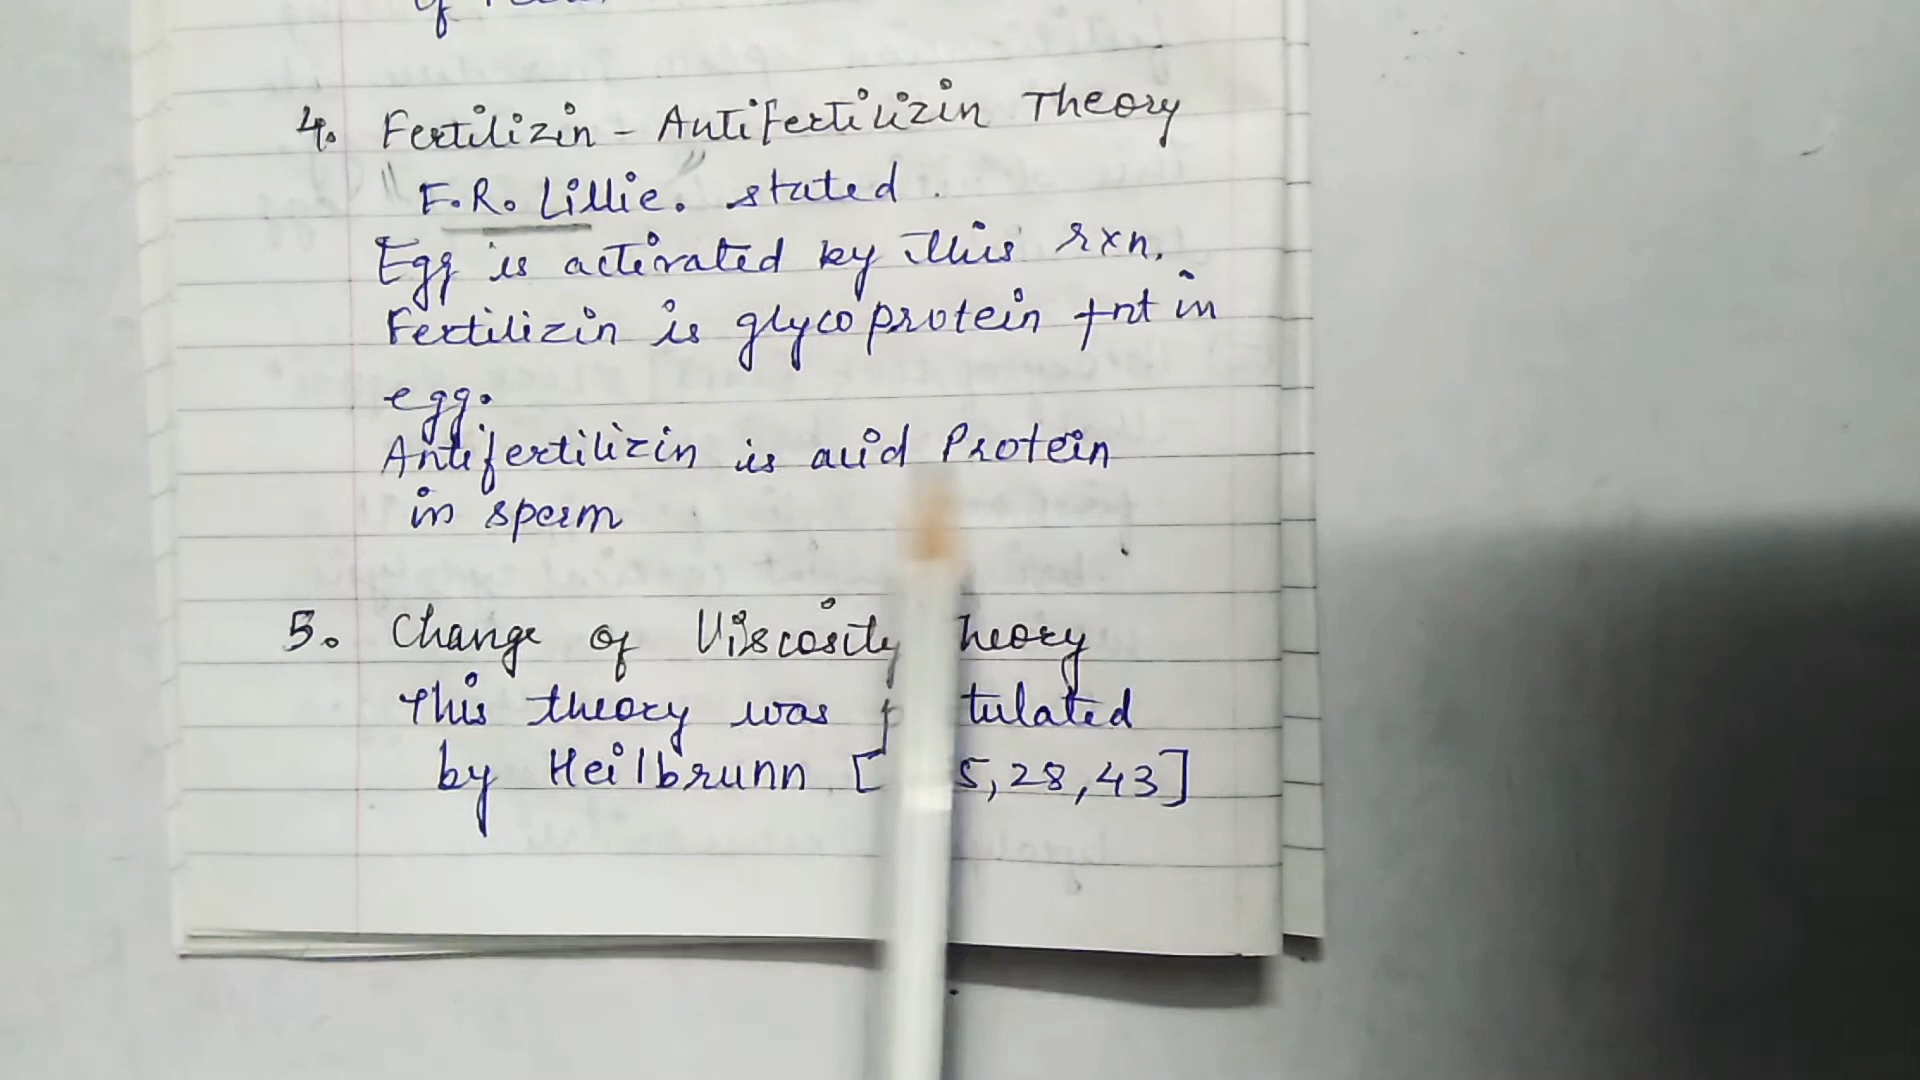 4. Fertilizin - Antifertilizin Theory
"F.R. Lillie." stated
Egg is activated by this rxn.
Fertilizin is glycoprotein +nt in
egg.
Antifertilizin is acid Protein
in sperm
5. Change of Viscosity heory
This theory was tulated
by Heilbrunn [ 5,28,43]